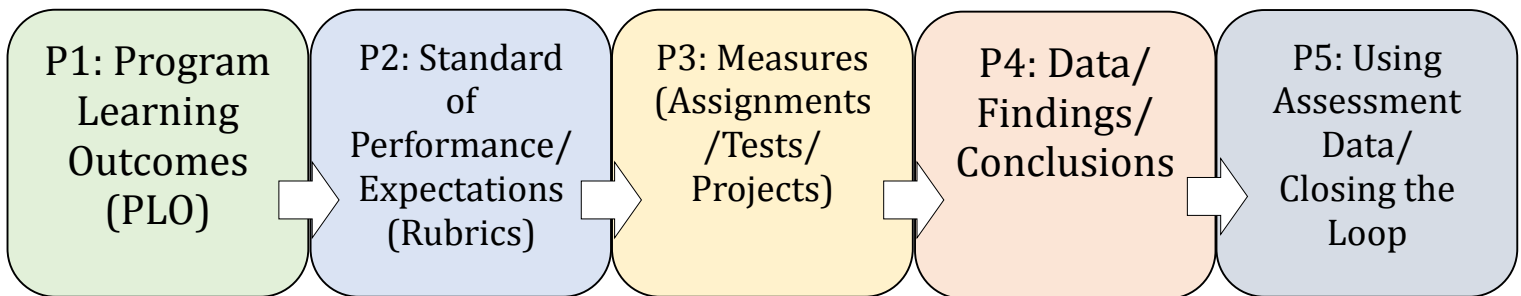 P1: Program
Learning
Outcomes
(PLO)
P2: Standard
of
Performance/
Expectations
(Rubrics)
P3: Measures
(Assignments
/Tests/
Projects)
P4: Data/
Findings/
Conclusions
P5: Using
Assessment
Data/
Closing the
Loop